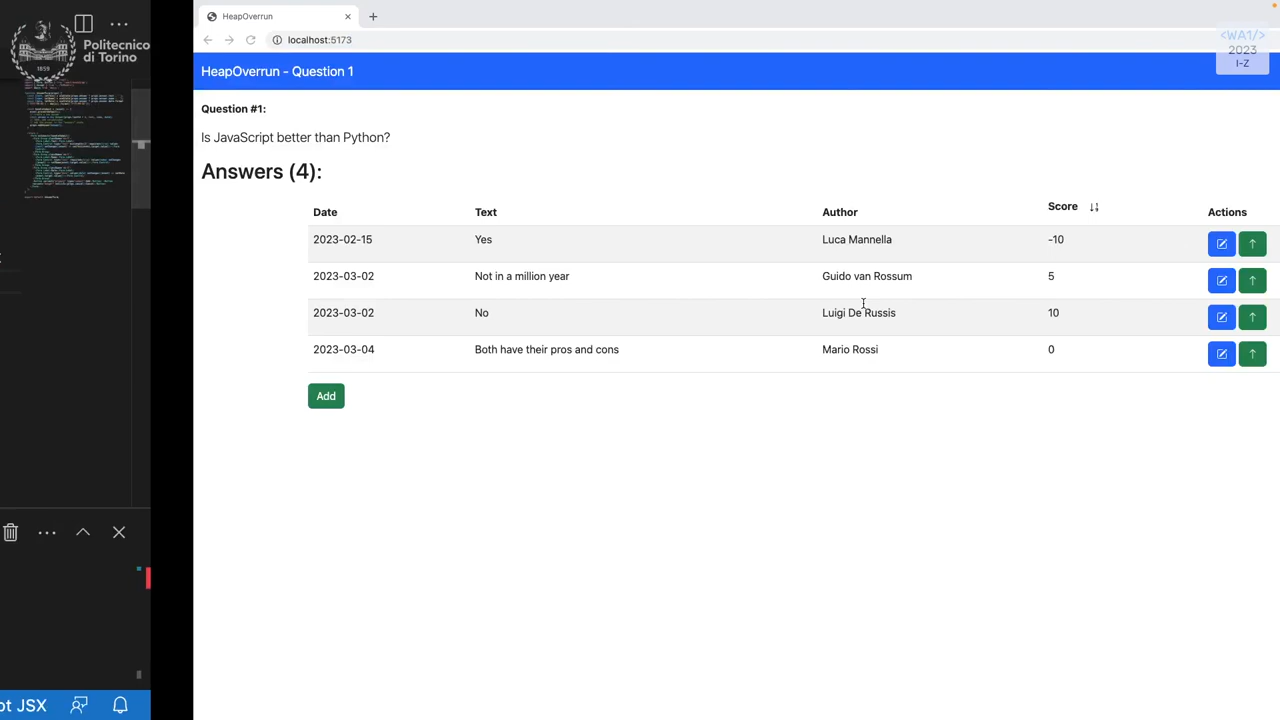 Politecnico
di Torino
1859
HeapOverrun
localhost:5173
<WA1/>
2023
I-Z
HeapOverrun - Question 1
Question #1:
Is JavaScript better than Python?
Answers (4):
Date Text Author Score Actions
2023-02-15 Yes Luca Mannella -10
2023-03-02 Not in a million year Guido van Rossum 5
2023-03-02 No Luigi De Russis 10
2023-03-04 Both have their pros and cons Mario Rossi 0
Add
pt JSX